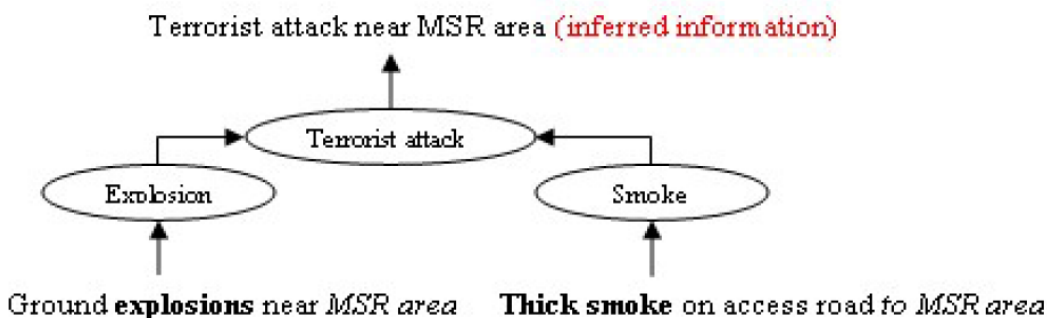 Terrorist attack near MSR area (inferred information)
Terrorist attack
Explosion
Smoke
Ground explosions near MSR area
Thick smoke on access road to MSR area